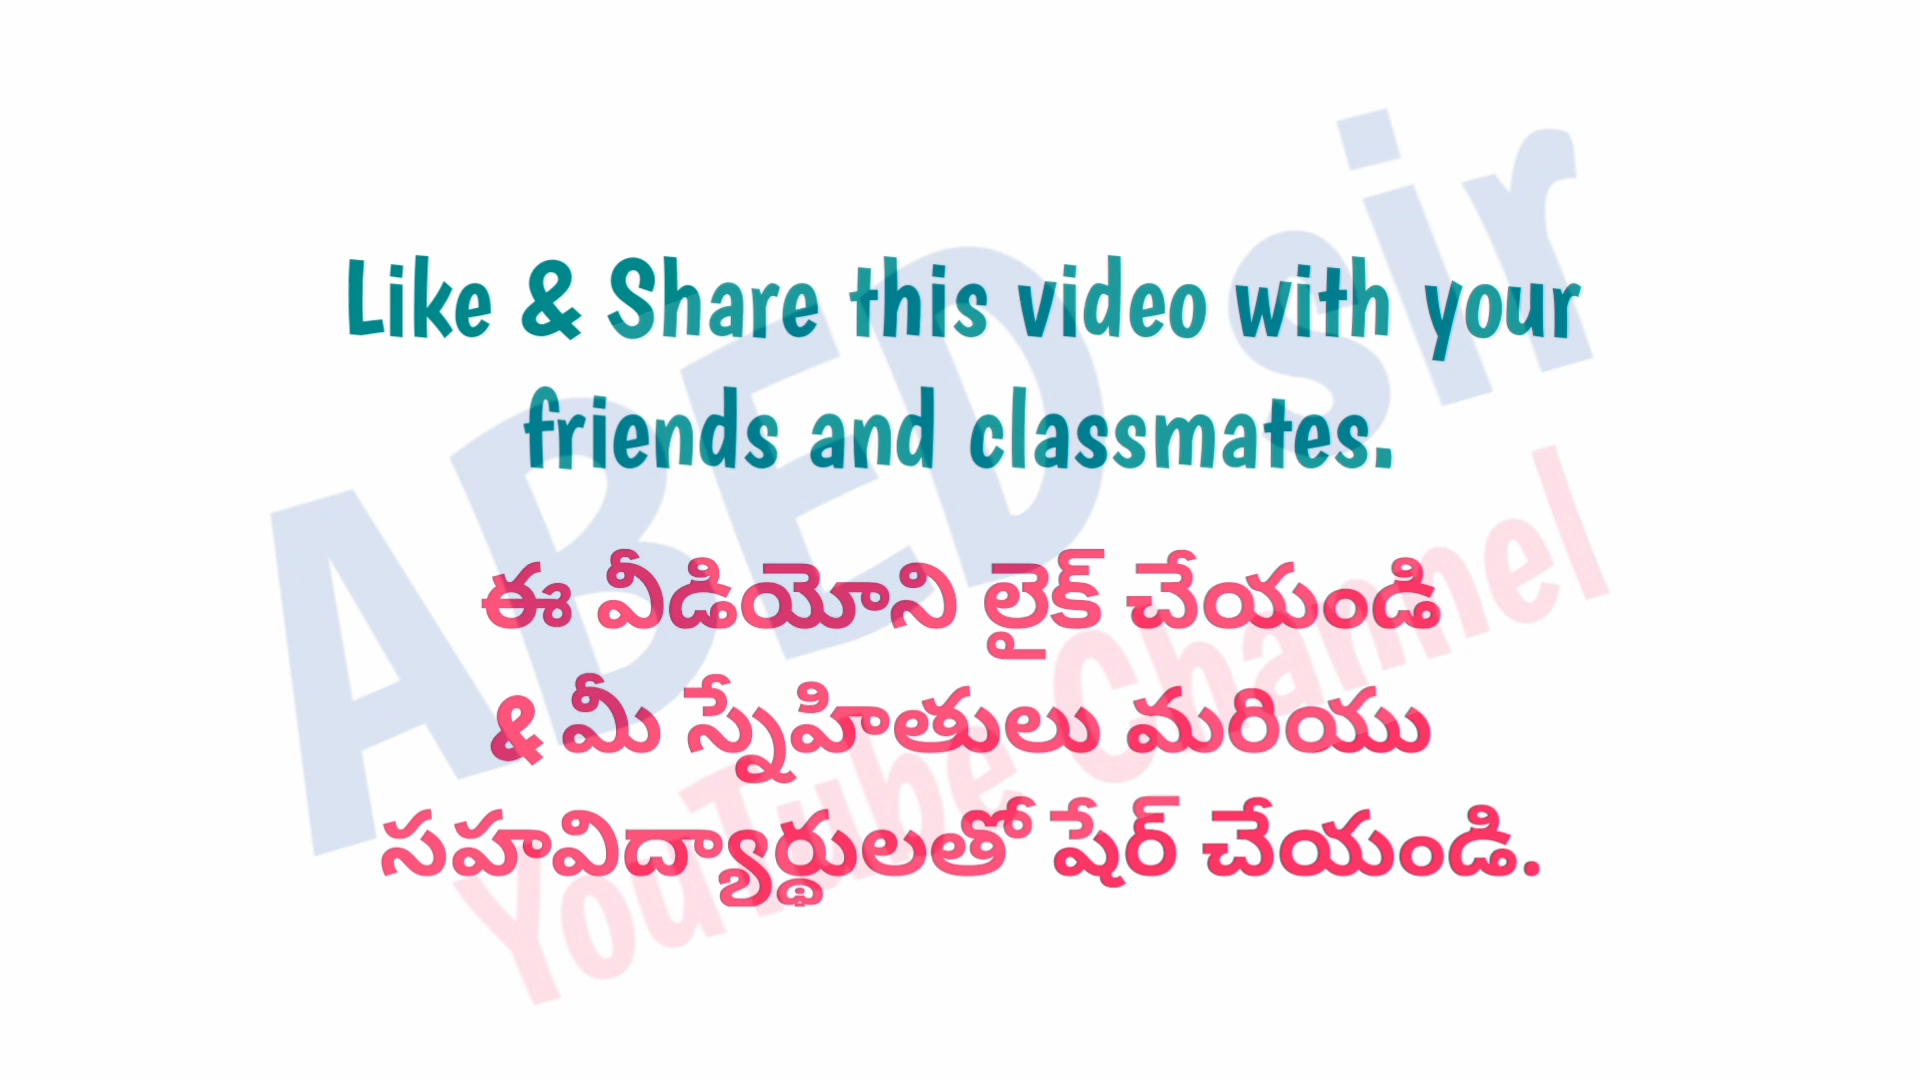 Like & Share this video with your
friends and classmates.
ఈ వీడియోని లైక్ చేయండి
& మీ స్నేహితులు మరియు
సహవిద్యార్థులతో షేర్ చేయండి.
ABED sir
YouTube Channel